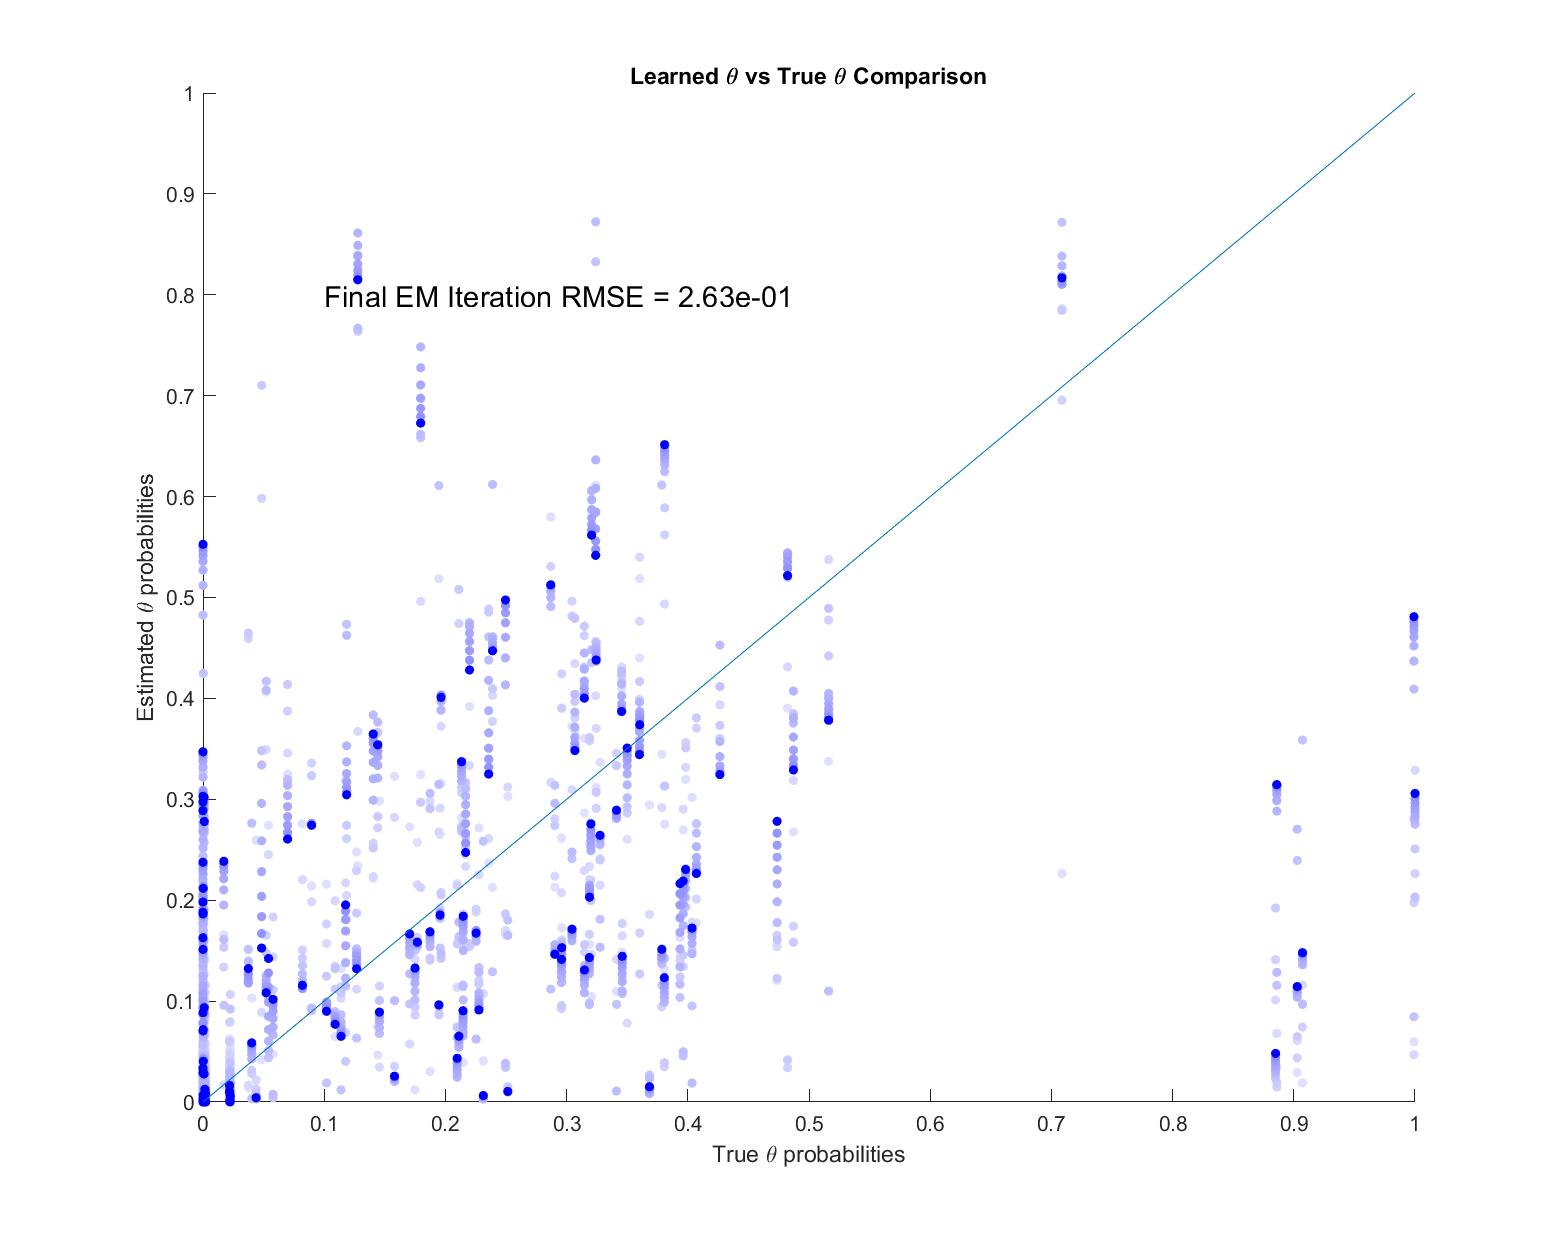 Learned θ vs True θ Comparison
1
0.9
0.8
0.7
0.6
0.5
0.4
0.3
0.2
0.1
0
Estimated θ probabilities
Final EM Iteration RMSE = 2.63e-01
0 0.1 0.2 0.3 0.4 0.5 0.6 0.7 0.8 0.9 1
True θ probabilities